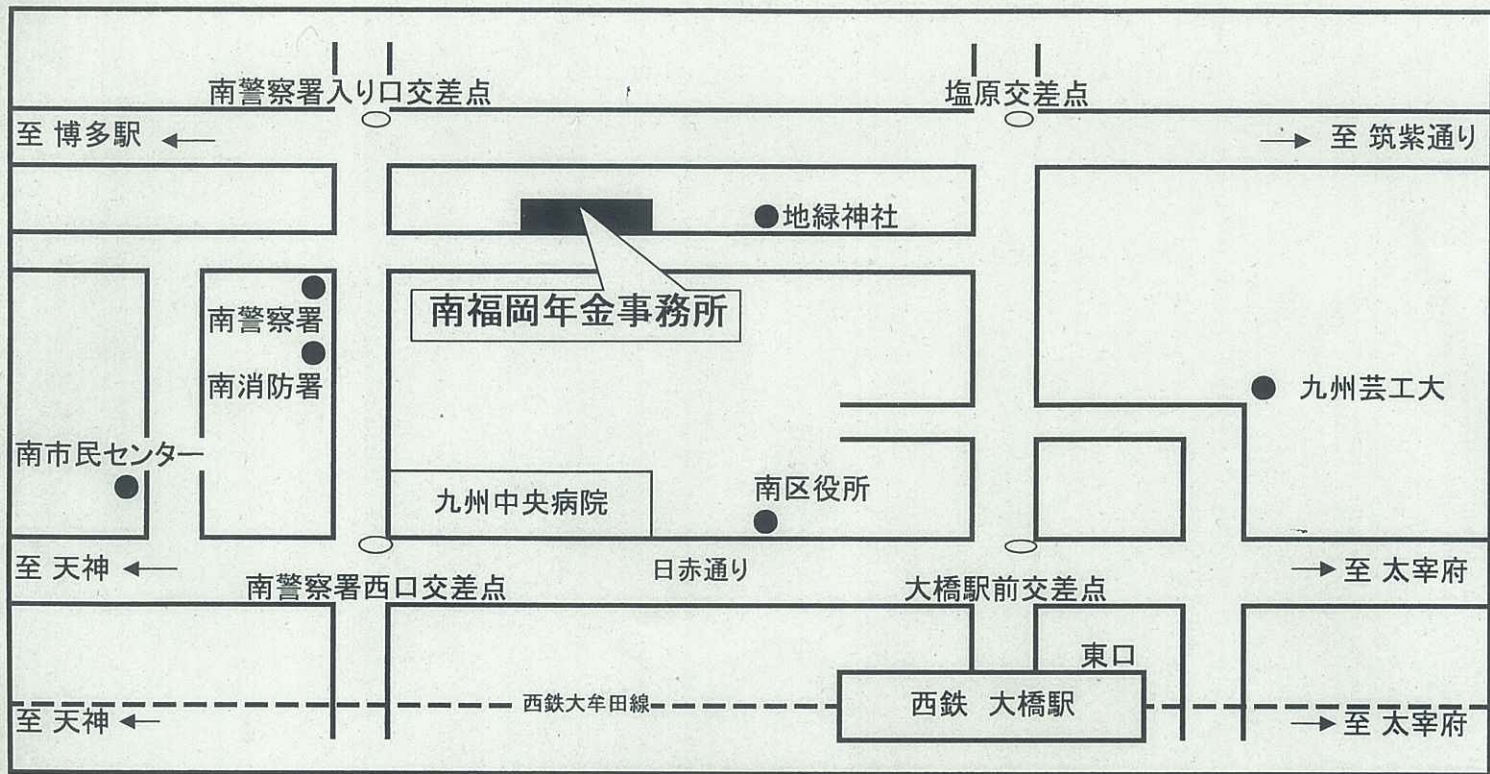 南警察署入り口交差点
塩原交差点
至 博多駅 ←
→ 至 筑紫通り
地緑神社
南福岡年金事務所
南警察署
南消防署
九州芸工大
南市民センター
九州中央病院
南区役所
至 天神 ←
日赤通り
→ 至 太宰府
南警察署西口交差点
大橋駅前交差点
東口
西鉄大牟田線
西鉄 大橋駅
至 天神 ←
→ 至 太宰府